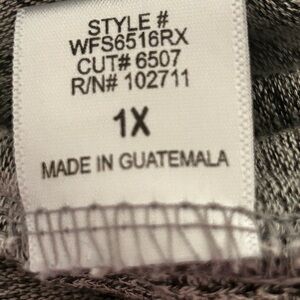 STYLE #
WFS6516RX
CUT# 6507
R/N# 102711
1X
MADE IN GUATEMALA